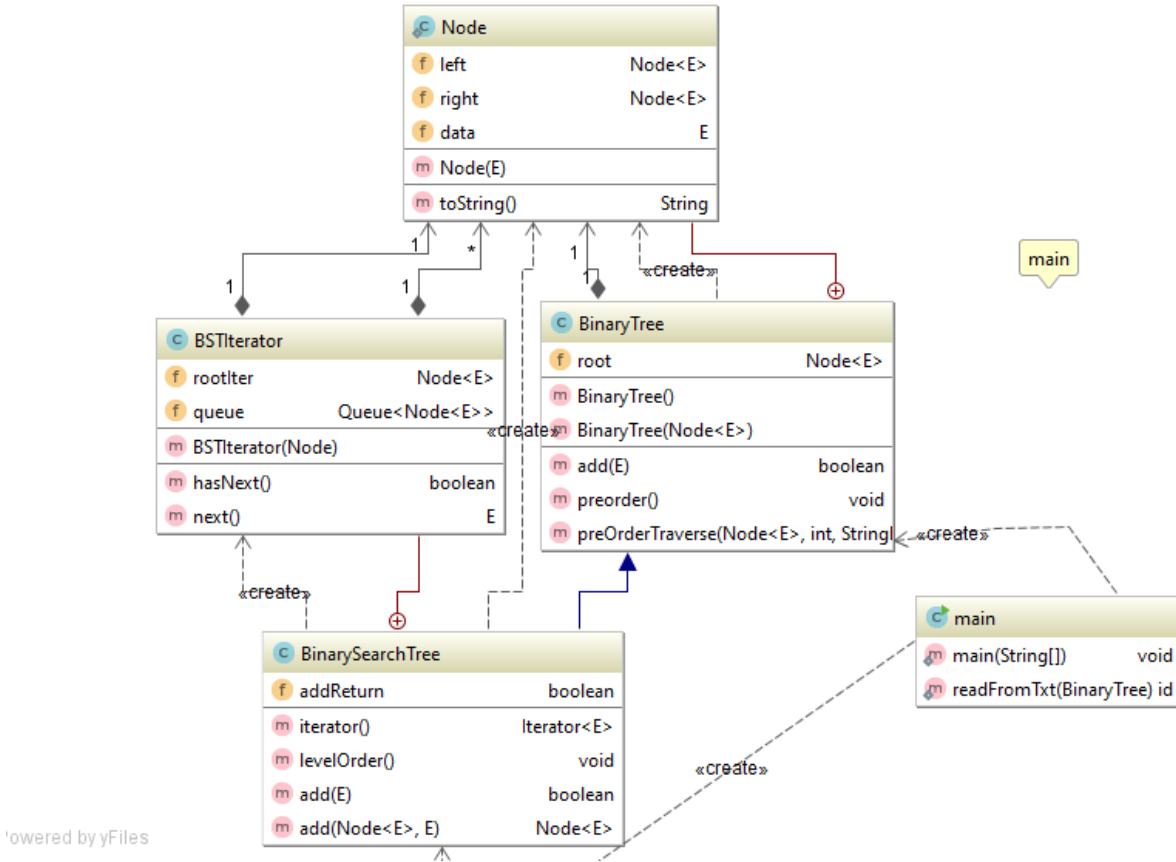 Node
left Node<E>
right Node<E>
data E
Node(E)
toString() String
1 * 1 «create»
1 1 1
main
BSTIterator
rootIter Node<E>
queue Queue<Node<E>>
BSTIterator(Node)
hasNext() boolean
next() E
BinaryTree
root Node<E>
BinaryTree()
«create» BinaryTree(Node<E>)
add(E) boolean
preorder() void
preOrderTraverse(Node<E>, int, StringI
«create»
«create»
main
main(String[]) void
readFromTxt(BinaryTree) id
BinarySearchTree
addReturn boolean
iterator() Iterator<E>
levelOrder() void
add(E) boolean
add(Node<E>, E) Node<E>
«create»
owered by yFiles